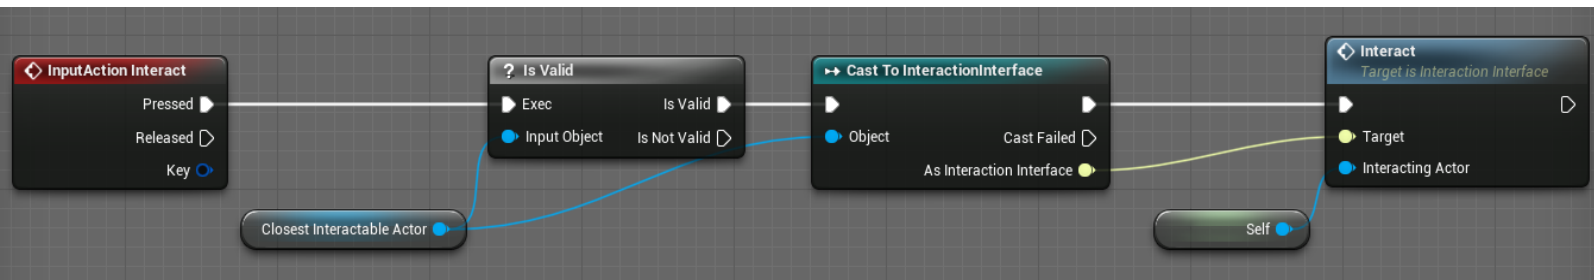 InputAction Interact
Pressed
Released
Key
Closest Interactable Actor
? Is Valid
Exec
Is Valid
Input Object
Is Not Valid
Cast To InteractionInterface
Object
Cast Failed
As Interaction Interface
Interact
Target is Interaction Interface
Target
Interacting Actor
Self